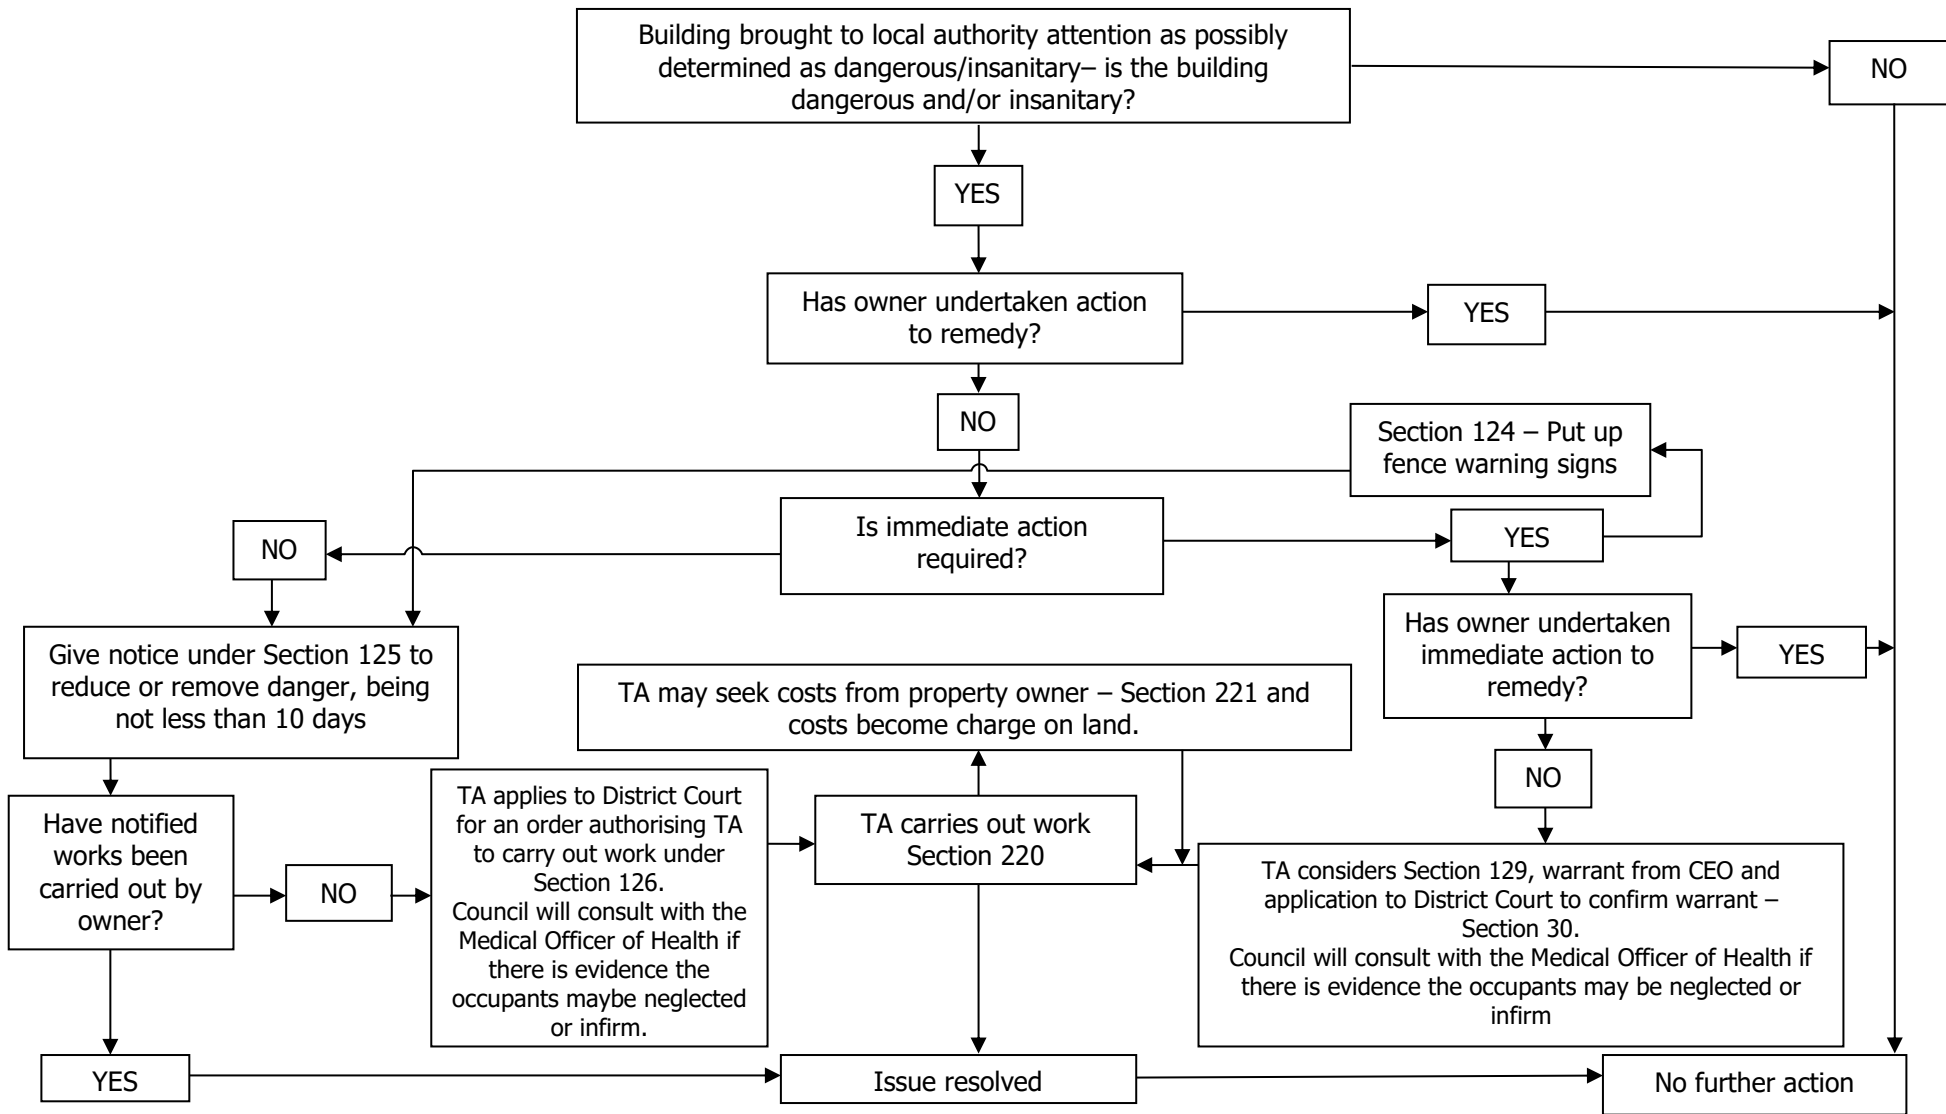 Building brought to local authority attention as possibly
determined as dangerous/insanitary– is the building
dangerous and/or insanitary?
NO
YES
Has owner undertaken action
to remedy?
YES
NO
Section 124 – Put up
fence warning signs
Is immediate action
required?
NO
YES
Give notice under Section 125 to
reduce or remove danger, being
not less than 10 days
Has owner undertaken
immediate action to
remedy?
YES
TA may seek costs from property owner – Section 221 and
costs become charge on land.
NO
Have notified
works been
carried out by
owner?
NO
TA applies to District Court
for an order authorising TA
to carry out work under
Section 126.
Council will consult with the
Medical Officer of Health if
there is evidence the
occupants maybe neglected
or infirm.
TA carries out work
Section 220
TA considers Section 129, warrant from CEO and
application to District Court to confirm warrant –
Section 30.
Council will consult with the Medical Officer of Health if
there is evidence the occupants may be neglected or
infirm
YES
Issue resolved
No further action